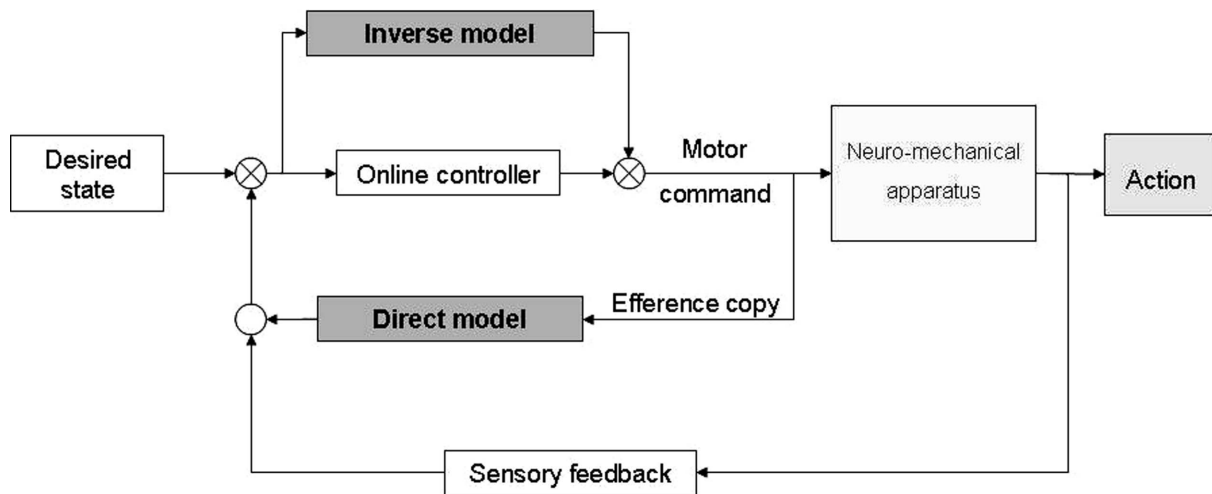 Inverse model
Desired
state
Online controller
Motor
command
Neuro-mechanical
apparatus
Action
Direct model
Efference copy
Sensory feedback